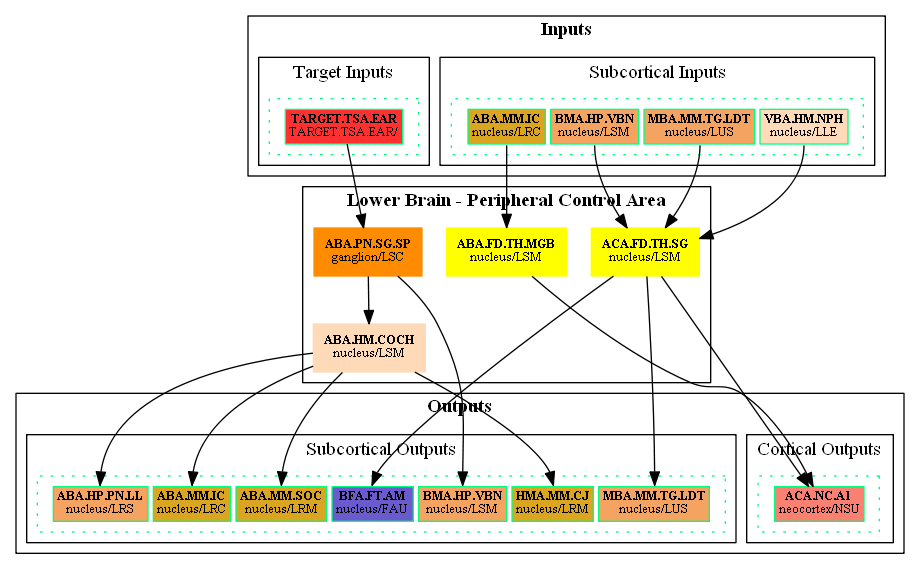 Inputs
Target Inputs
Subcortical Inputs
TARGET.TSA.EAR
TARGET.TSA.EAR/
ABA.MM.IC
nucleus/LRC
BMA.HP.VBN
nucleus/LSM
MBA.MM.TG.LDT
nucleus/LUS
VBA.HM.NPH
nucleus/LLE
Lower Brain - Peripheral Control Area
ABA.PN.SG.SP
ganglion/LSC
ABA.FD.TH.MGB
nucleus/LSM
ACA.FD.TH.SG
nucleus/LSM
ABA.HM.COCH
nucleus/LSM
Outputs
Subcortical Outputs
Cortical Outputs
ABA.HP.PN.LL
nucleus/LRS
ABA.MM.IC
nucleus/LRC
ABA.MM.SOC
nucleus/LRM
BFA.FT.AM
nucleus/FAU
BMA.HP.VBN
nucleus/LSM
HMA.MM.CJ
nucleus/LRM
MBA.MM.TG.LDT
nucleus/LUS
ACA.NC.A1
neocortex/NSU